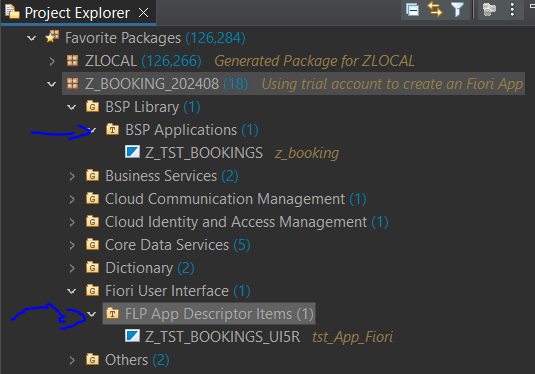 Project Explorer
Favorite Packages (126,284)
ZLOCAL (126,266) Generated Package for ZLOCAL
Z_BOOKING_202408 (18) Using trial account to create an Fiori App
BSP Library (1)
BSP Applications (1)
Z_TST_BOOKINGS z_booking
Business Services (2)
Cloud Communication Management (1)
Cloud Identity and Access Management (1)
Core Data Services (5)
Dictionary (2)
Fiori User Interface (1)
FLP App Descriptor Items (1)
Z_TST_BOOKINGS_UI5R tst_App_Fiori
Others (2)